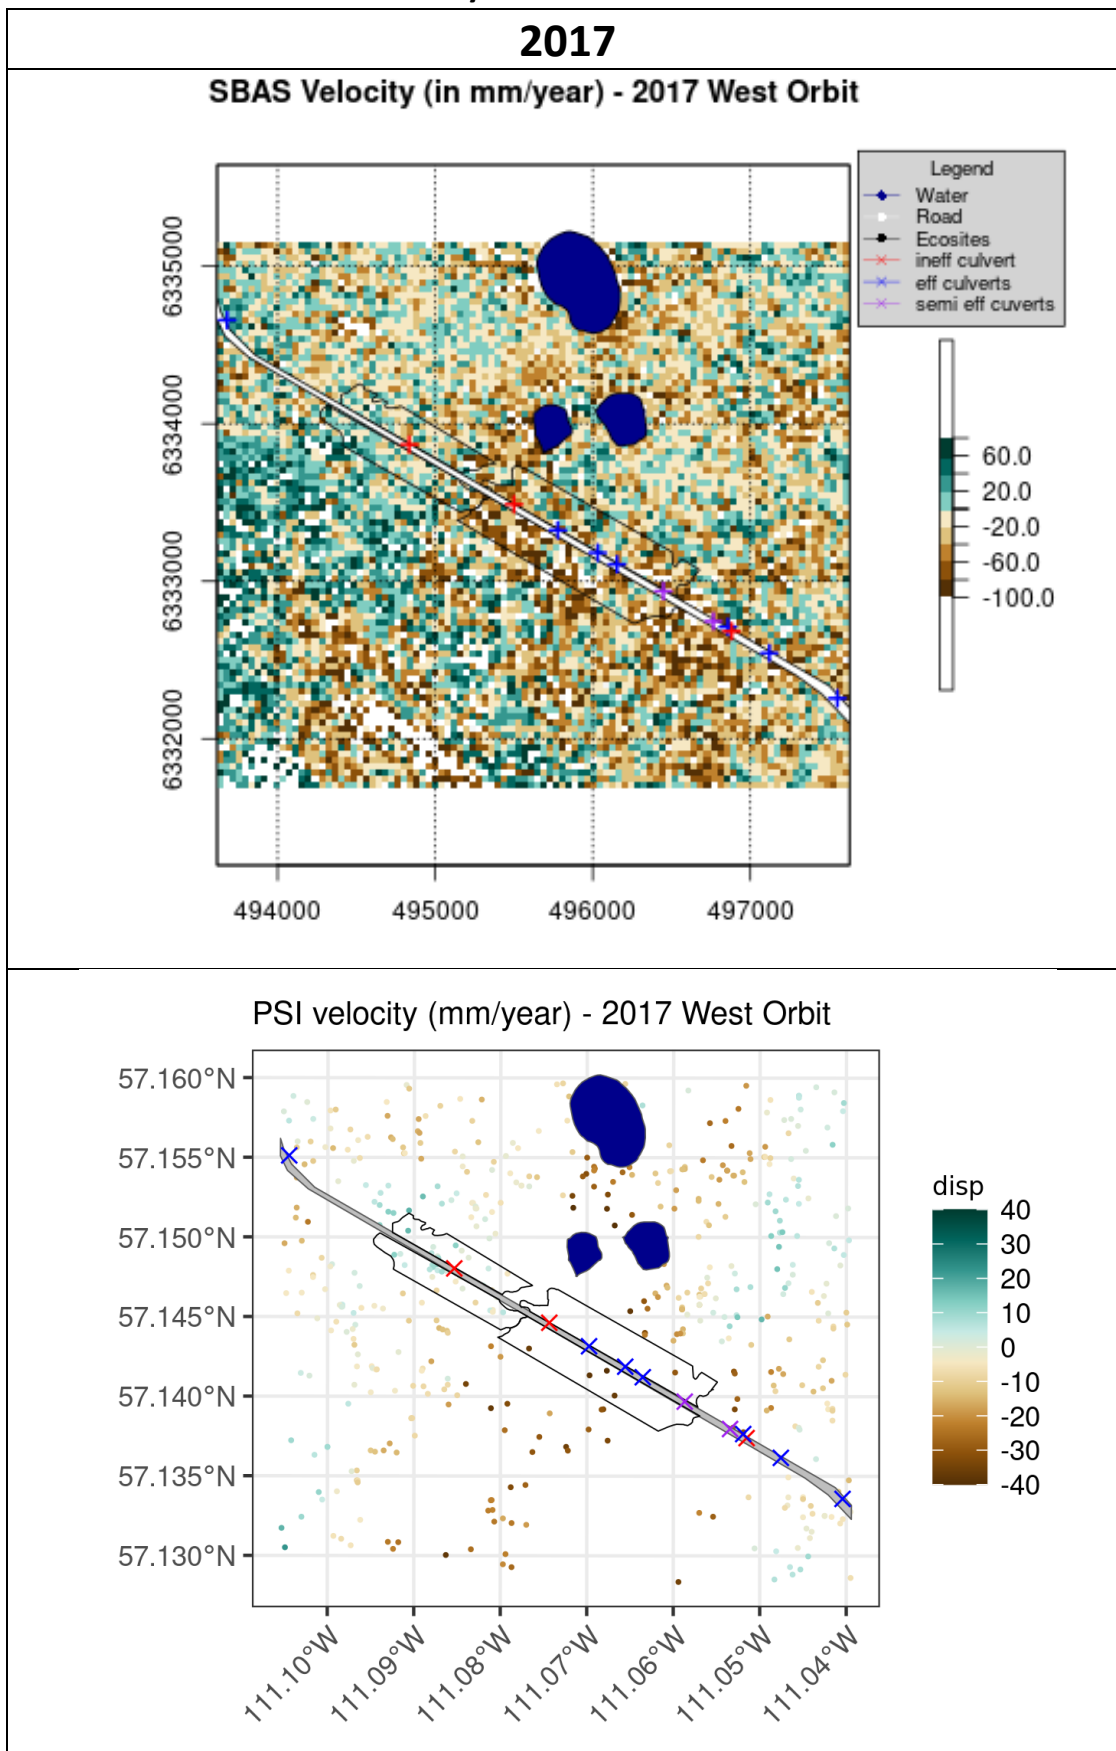 2017
SBAS Velocity (in mm/year) - 2017 West Orbit
Legend
Water
Road
Ecosites
ineff culvert
eff culverts
semi eff cuverts
6335000
6334000
6333000
6332000
60.0
20.0
-20.0
-60.0
-100.0
494000 495000 496000 497000
PSI velocity (mm/year) - 2017 West Orbit
57.160°N
57.155°N
57.150°N
57.145°N
57.140°N
57.135°N
57.130°N
disp
40
30
20
10
0
-10
-20
-30
-40
111.10°W 111.09°W 111.08°W 111.07°W 111.06°W 111.05°W 111.04°W